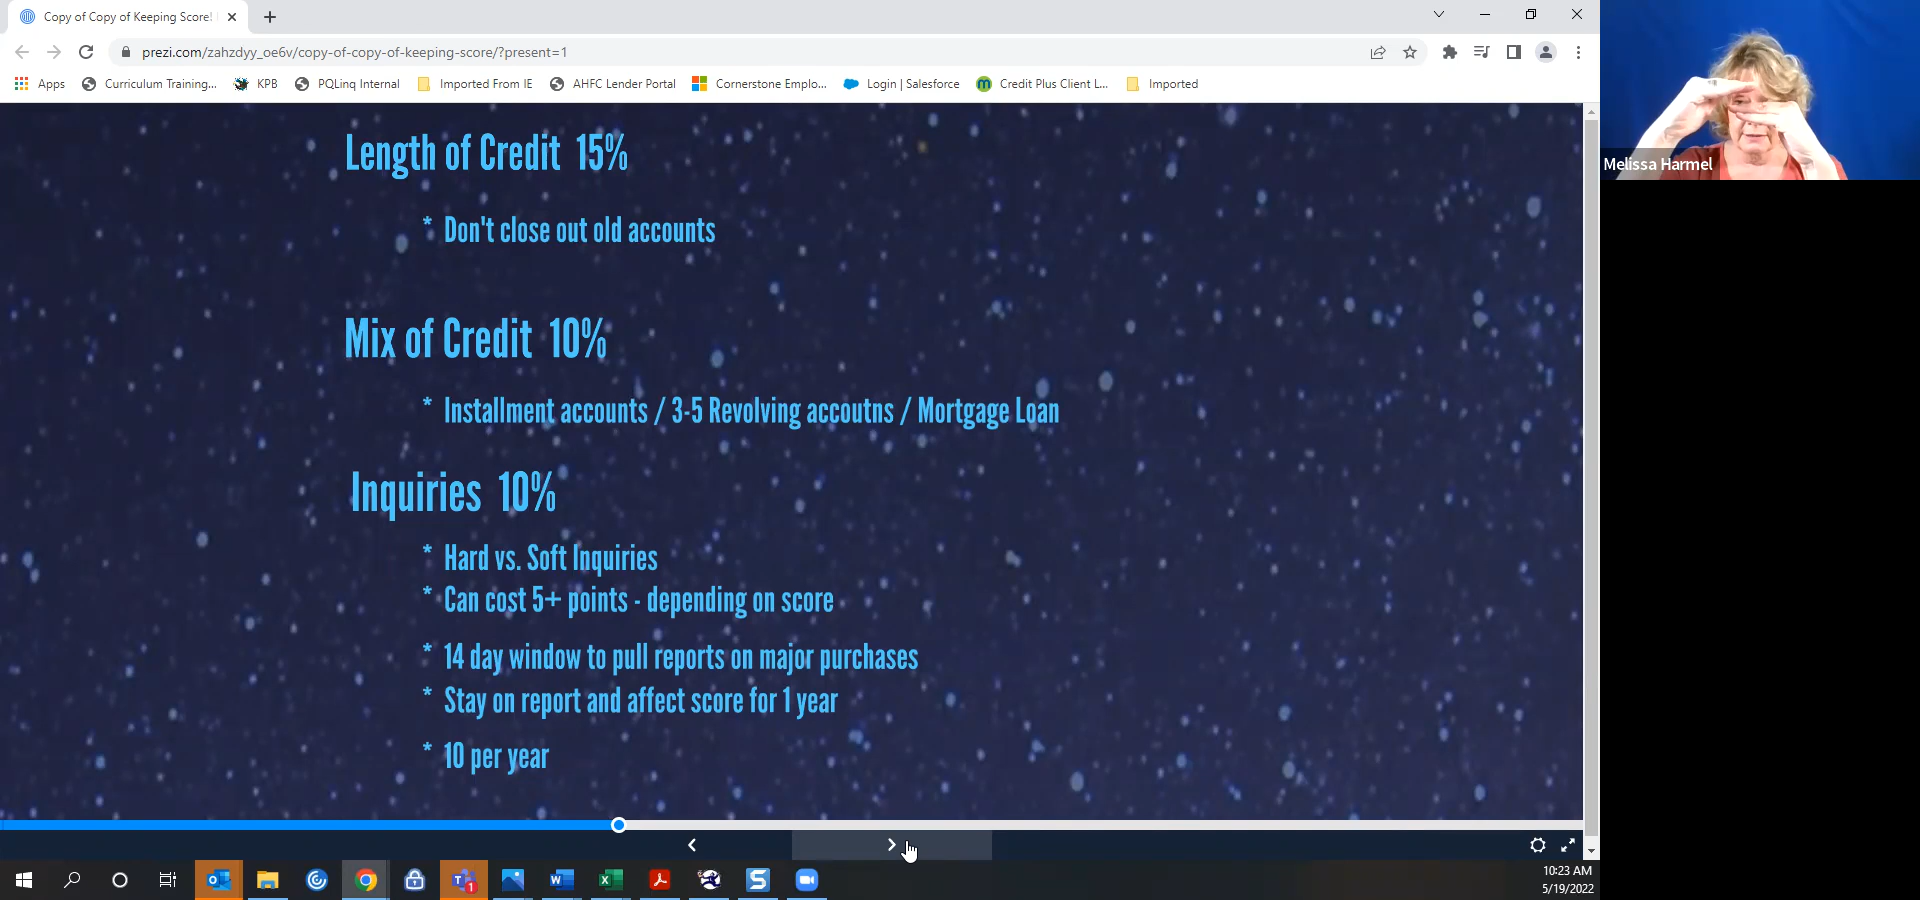 Copy of Copy of Keeping Score!
prezi.com/zahzdyy_oe6v/copy-of-copy-of-keeping-score/?present=1
Apps Curriculum Training... KPB PQLinq Internal Imported From IE AHFC Lender Portal Cornerstone Emplo... Login | Salesforce Credit Plus Client L... Imported
Length of Credit 15%
* Don't close out old accounts
Mix of Credit 10%
* Installment accounts / 3-5 Revolving accoutns / Mortgage Loan
Inquiries 10%
* Hard vs. Soft Inquiries
* Can cost 5+ points - depending on score
* 14 day window to pull reports on major purchases
* Stay on report and affect score for 1 year
* 10 per year
Melissa Harmel
10:23 AM
5/19/2022
1